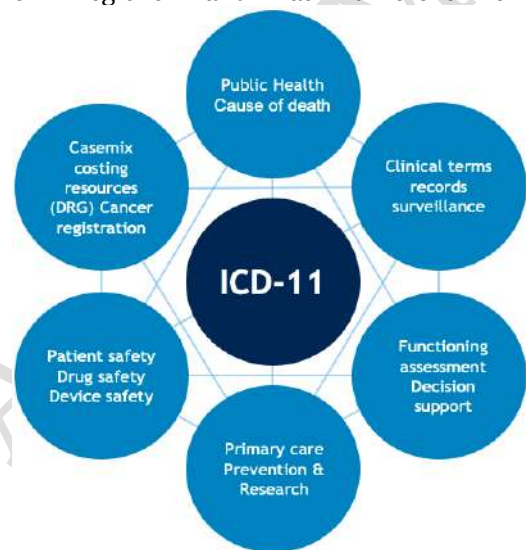 Public Health
Cause of death
Casemix
costing
resources
(DRG) Cancer
registration
Clinical terms
records
surveillance
ICD-11
Patient safety
Drug safety
Device safety
Functioning
assessment
Decision
support
Primary care
Prevention &
Research